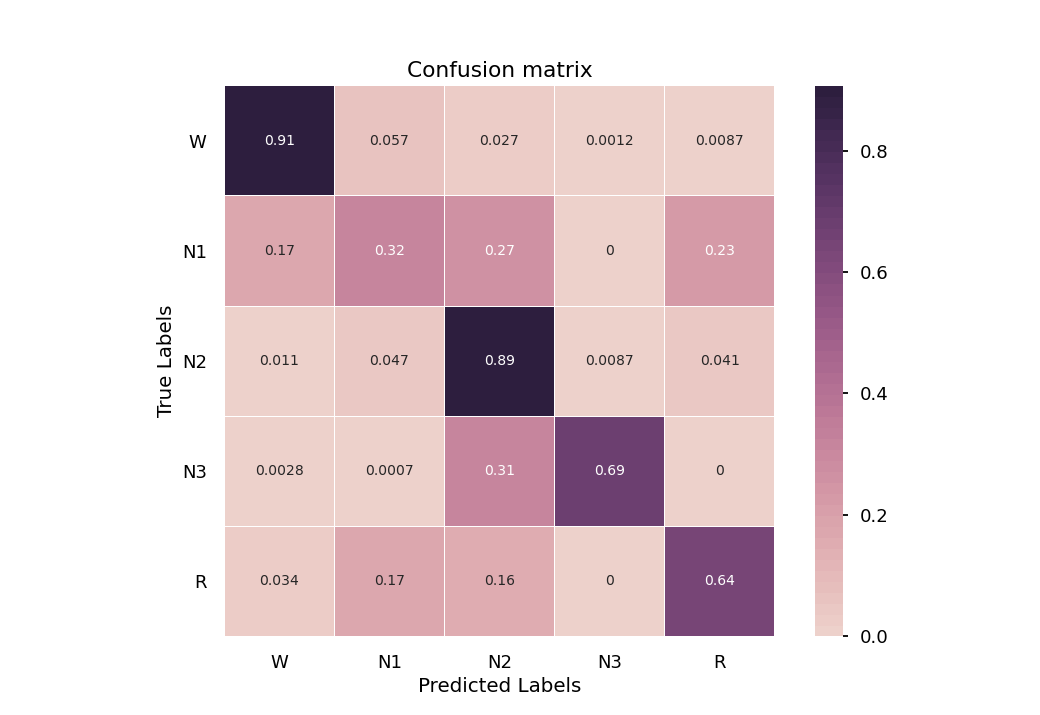 Confusion matrix
W 0.91 0.057 0.027 0.0012 0.0087
N1 0.17 0.32 0.27 0 0.23
N2 0.011 0.047 0.89 0.0087 0.041
N3 0.0028 0.0007 0.31 0.69 0
R 0.034 0.17 0.16 0 0.64
W N1 N2 N3 R
Predicted Labels
True Labels
0.8
0.6
0.4
0.2
0.0